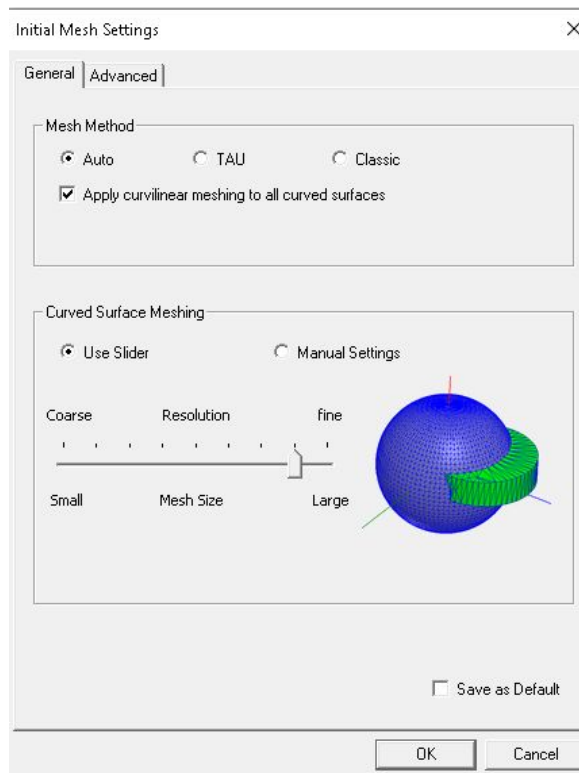 Initial Mesh Settings
General Advanced
Mesh Method
Auto TAU Classic
Apply curvilinear meshing to all curved surfaces
Curved Surface Meshing
Use Slider Manual Settings
Coarse Resolution fine
Small Mesh Size Large
Save as Default
OK Cancel